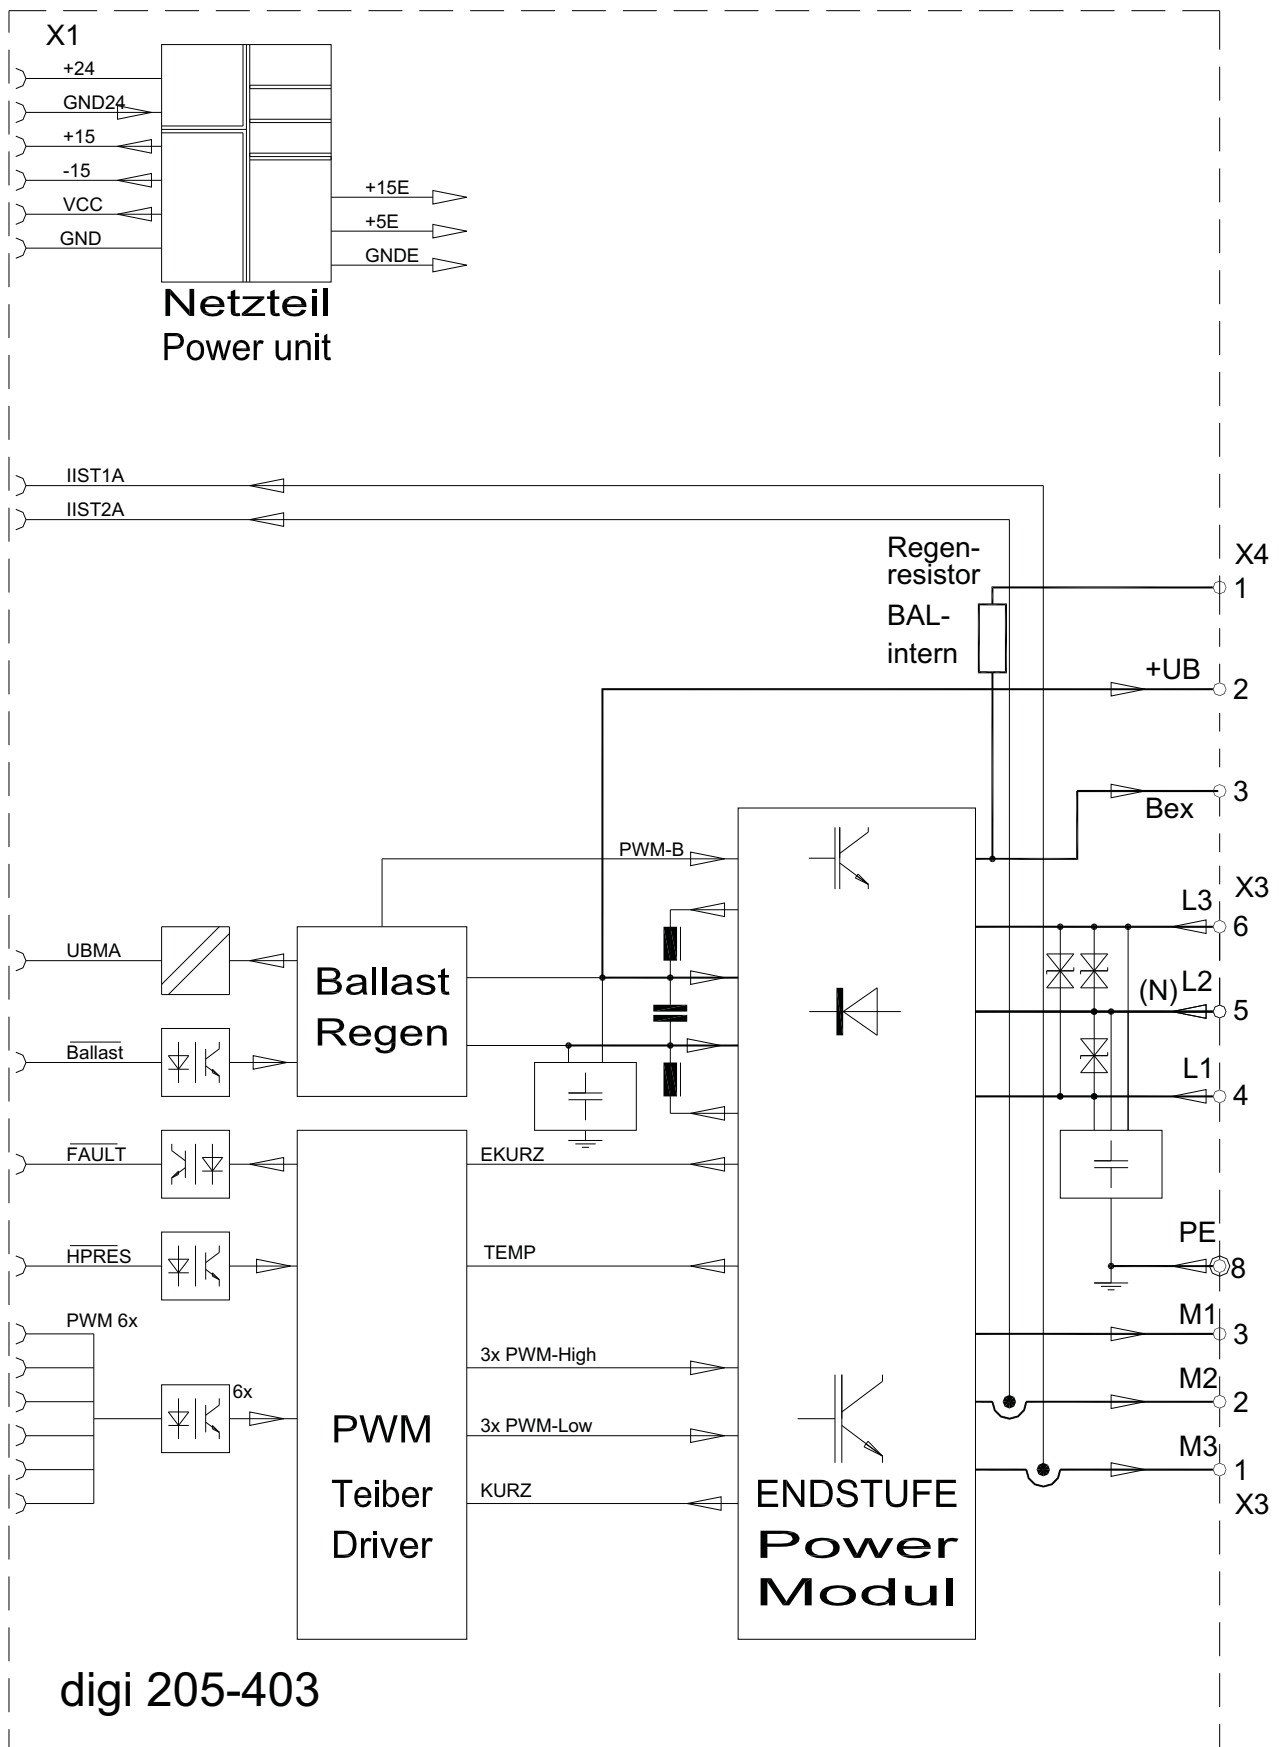 X1
+24
GND24
+15
-15
VCC
GND
+15E
+5E
GNDE
Netzteil
Power unit
IIST1A
IIST2A
Regen-
resistor
BAL-
intern
X4
1
+UB
2
3
Bex
PWM-B
X3
L3
6
(N) L2
5
L1
4
UBMA
Ballast
Regen
Ballast
FAULT
EKURZ
HPRES
TEMP
PE
8
PWM 6x
6x
M1
3
3x PWM-High
M2
2
3x PWM-Low
M3
1
X3
KURZ
PWM
Teiber
Driver
ENDSTUFE
Power
Modul
digi 205-403